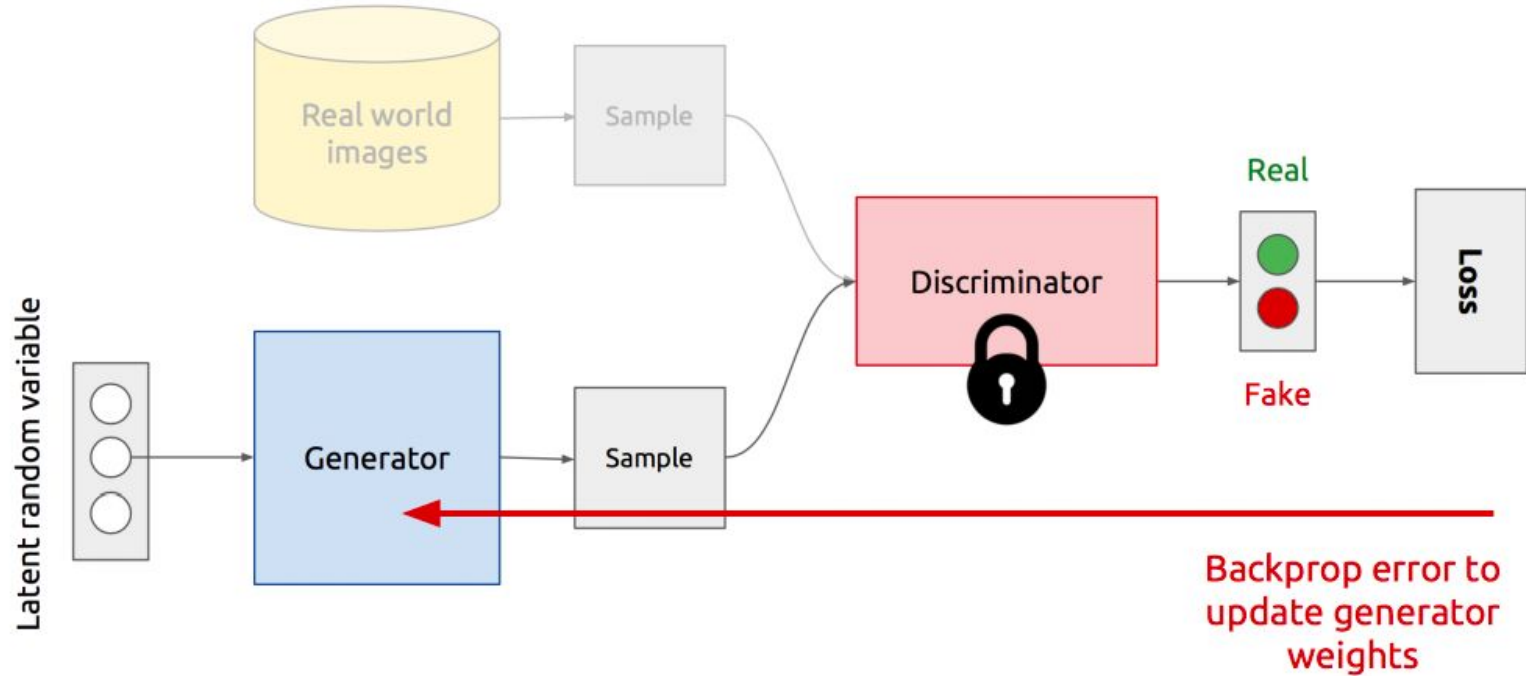 Real world
images
Sample
Real
Discriminator
Loss
Fake
Latent random variable
Generator
Sample
Backprop error to
update generator
weights